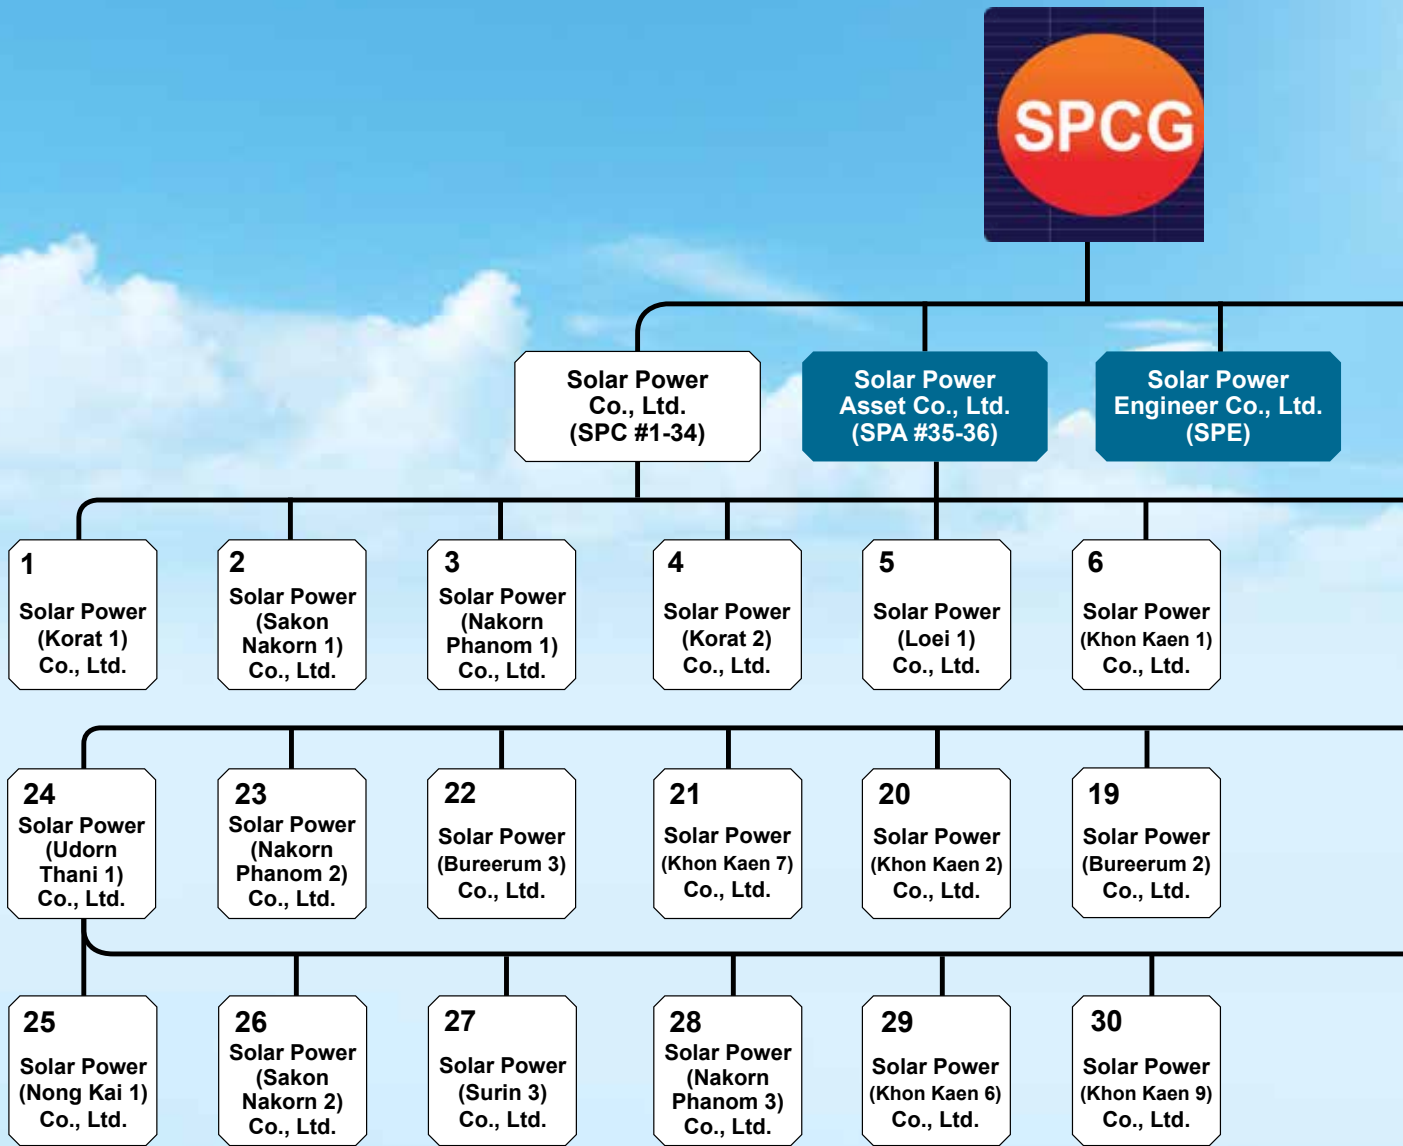 SPCG
Solar Power
Co., Ltd.
(SPC #1-34)
Solar Power
Asset Co., Ltd.
(SPA #35-36)
Solar Power
Engineer Co., Ltd.
(SPE)
1
Solar Power
(Korat 1)
Co., Ltd.
2
Solar Power
(Sakon
Nakorn 1)
Co., Ltd.
3
Solar Power
(Nakorn
Phanom 1)
Co., Ltd.
4
Solar Power
(Korat 2)
Co., Ltd.
5
Solar Power
(Loei 1)
Co., Ltd.
6
Solar Power
(Khon Kaen 1)
Co., Ltd.
24
Solar Power
(Udorn
Thani 1)
Co., Ltd.
23
Solar Power
(Nakorn
Phanom 2)
Co., Ltd.
22
Solar Power
(Bureerum 3)
Co., Ltd.
21
Solar Power
(Khon Kaen 7)
Co., Ltd.
20
Solar Power
(Khon Kaen 2)
Co., Ltd.
19
Solar Power
(Bureerum 2)
Co., Ltd.
25
Solar Power
(Nong Kai 1)
Co., Ltd.
26
Solar Power
(Sakon
Nakorn 2)
Co., Ltd.
27
Solar Power
(Surin 3)
Co., Ltd.
28
Solar Power
(Nakorn
Phanom 3)
Co., Ltd.
29
Solar Power
(Khon Kaen 6)
Co., Ltd.
30
Solar Power
(Khon Kaen 9)
Co., Ltd.